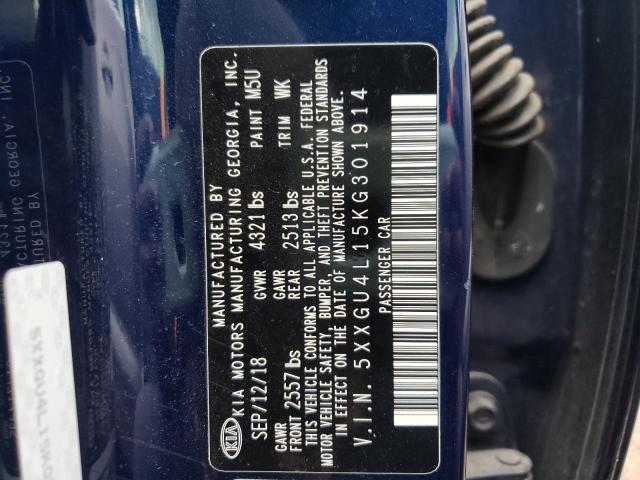 KIA
MANUFACTURED BY
KIA MOTORS MANUFACTURING GEORGIA, INC.
SEP/12/18 GVWR 4321 lbs PAINT M5U
GAWR GAWR
FRONT 2557 lbs REAR 2513 lbs TRIM WK
THIS VEHICLE CONFORMS TO ALL APPLICABLE U.S.A. FEDERAL
MOTOR VEHICLE SAFETY, BUMPER, AND THEFT PREVENTION STANDARDS
IN EFFECT ON THE DATE OF MANUFACTURE SHOWN ABOVE.
V.I.N. 5XXGU4L15KG301914
PASSENGER CAR